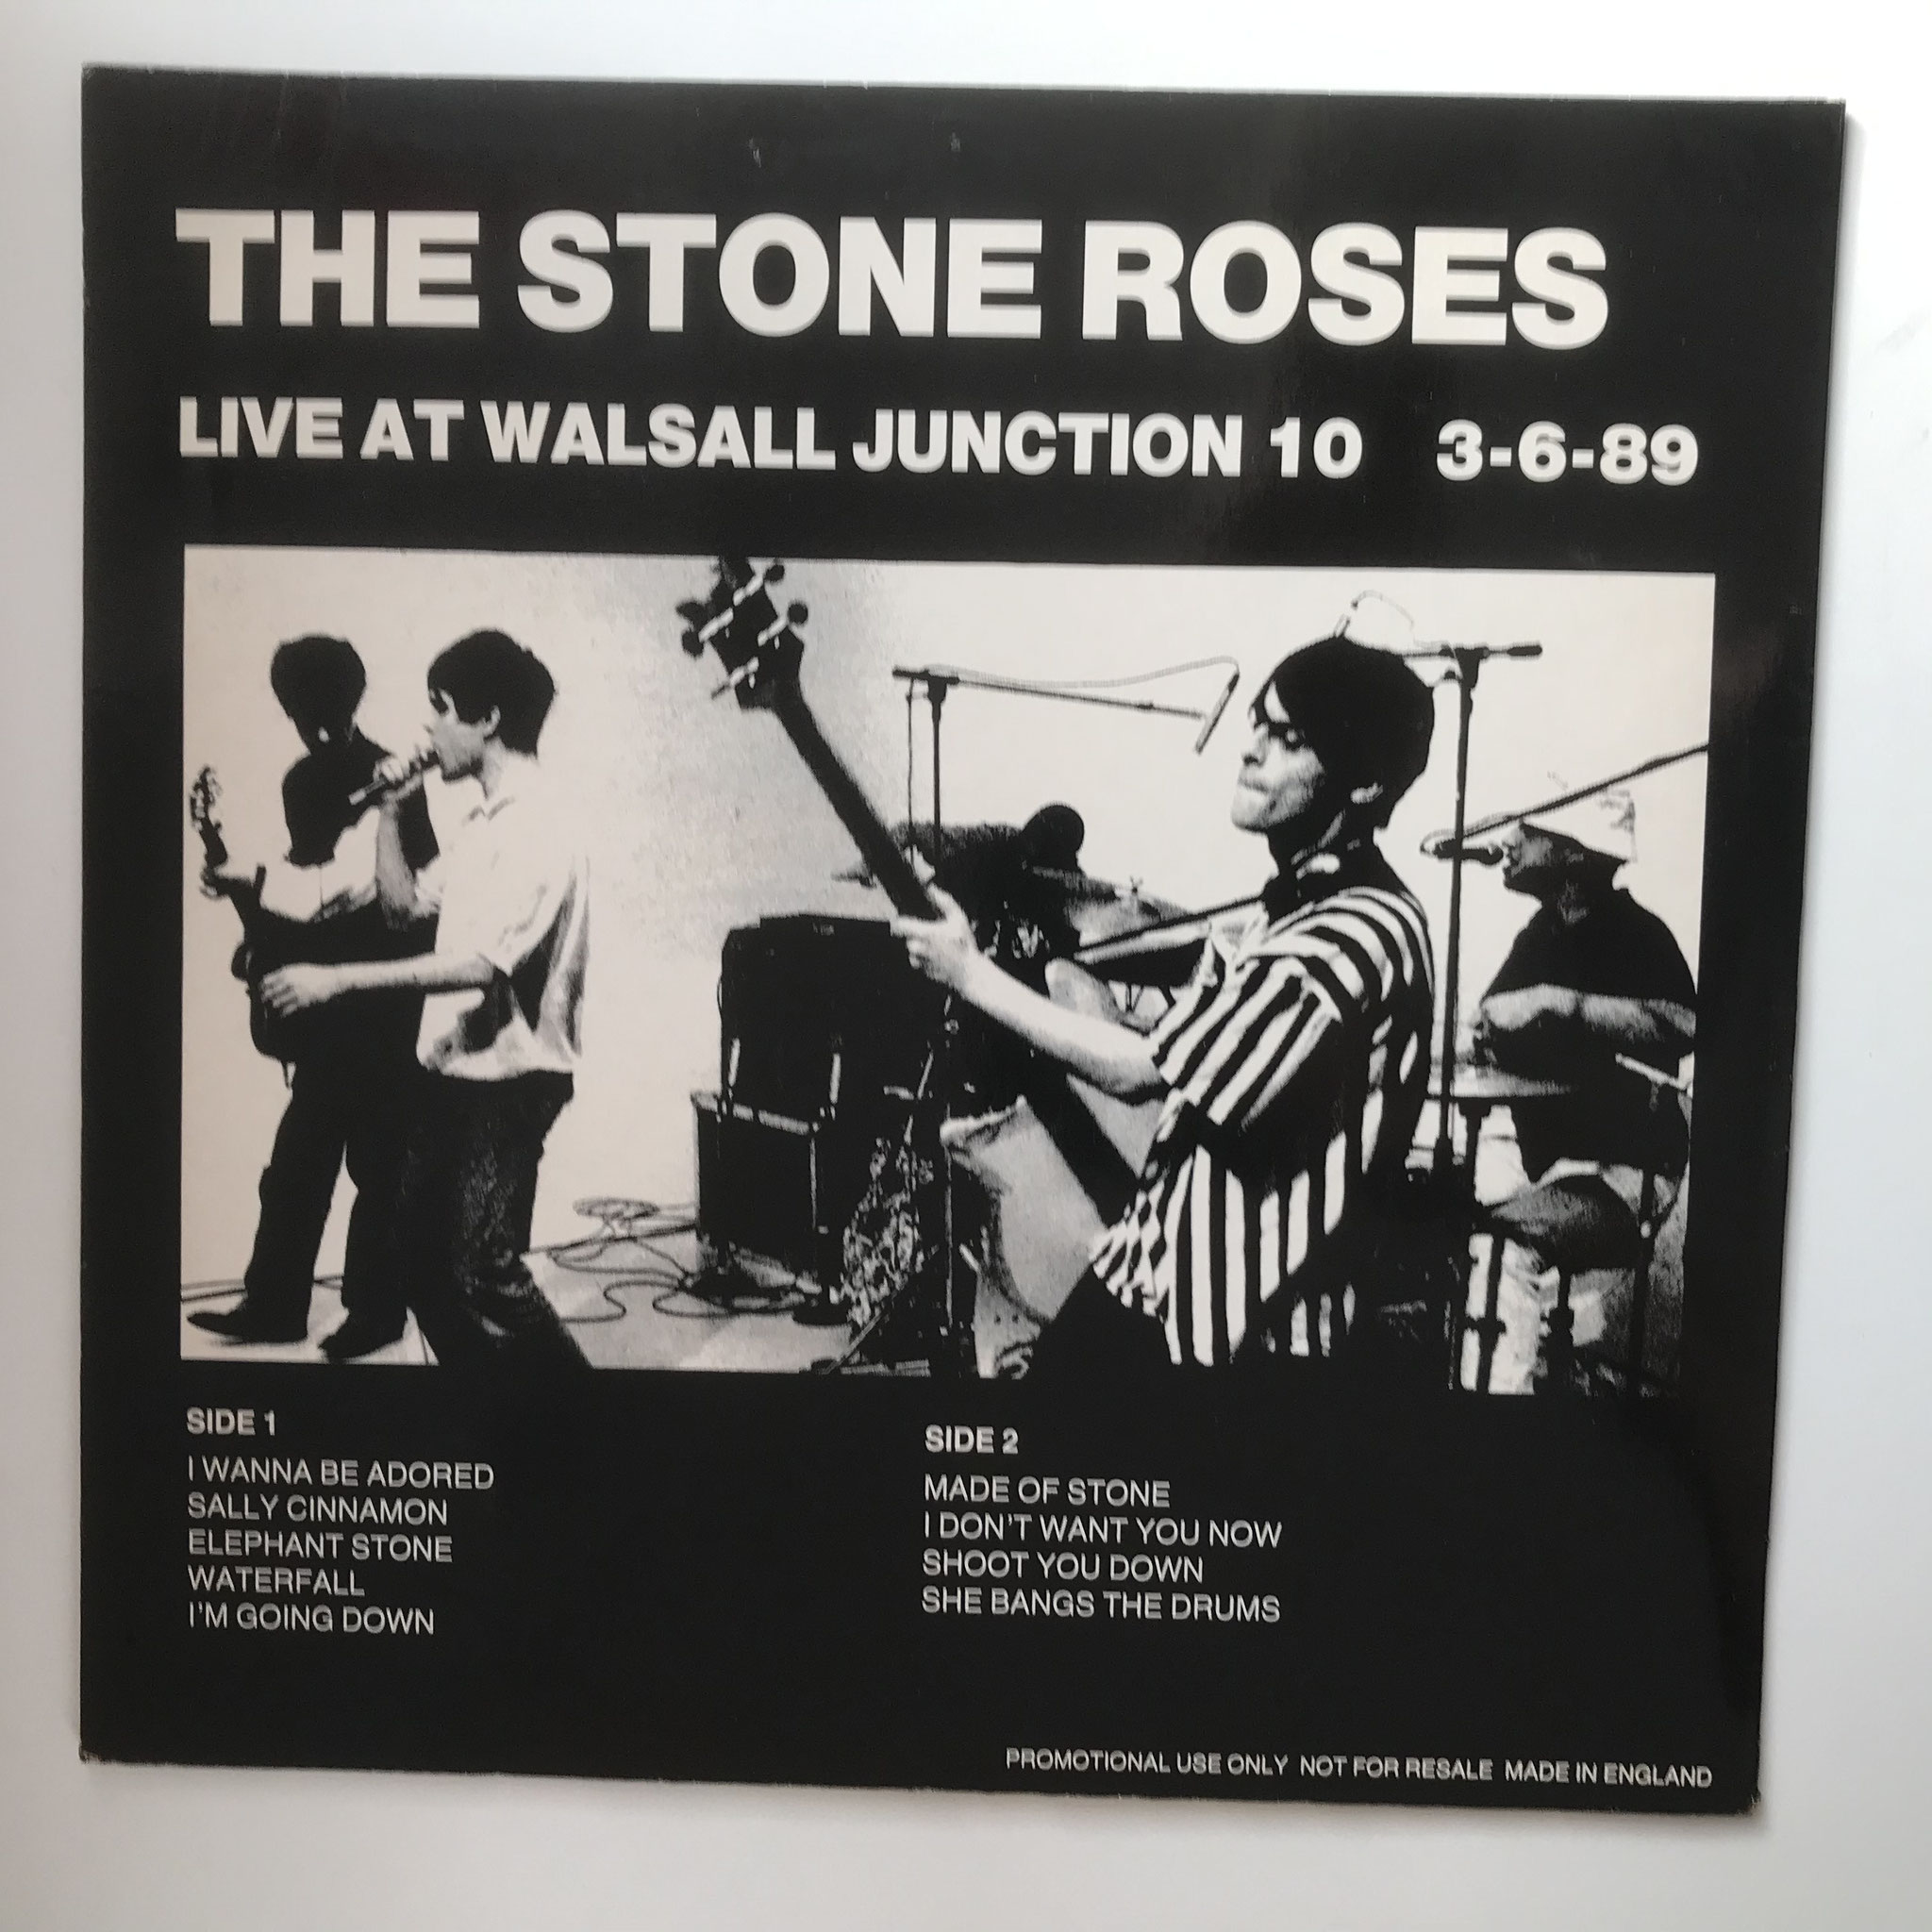 THE STONE ROSES
LIVE AT WALSALL JUNCTION 10 3-6-89
SIDE 1
I WANNA BE ADORED
SALLY CINNAMON
ELEPHANT STONE
WATERFALL
I'M GOING DOWN
SIDE 2
MADE OF STONE
I DON'T WANT YOU NOW
SHOOT YOU DOWN
SHE BANGS THE DRUMS
PROMOTIONAL USE ONLY NOT FOR RESALE MADE IN ENGLAND